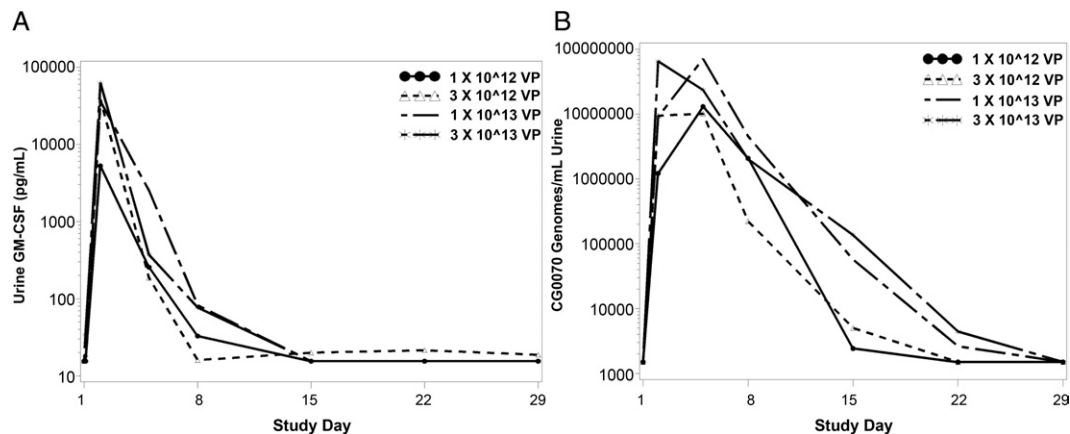 A
Urine GM-CSF (pg/mL)
100000
10000
1000
100
10
1 8 15 22 29
Study Day
1 X 10^12 VP
3 X 10^12 VP
1 X 10^13 VP
3 X 10^13 VP
B
CG0070 Genomes/mL Urine
100000000
10000000
1000000
100000
10000
1000
1 8 15 22 29
Study Day
1 X 10^12 VP
3 X 10^12 VP
1 X 10^13 VP
3 X 10^13 VP